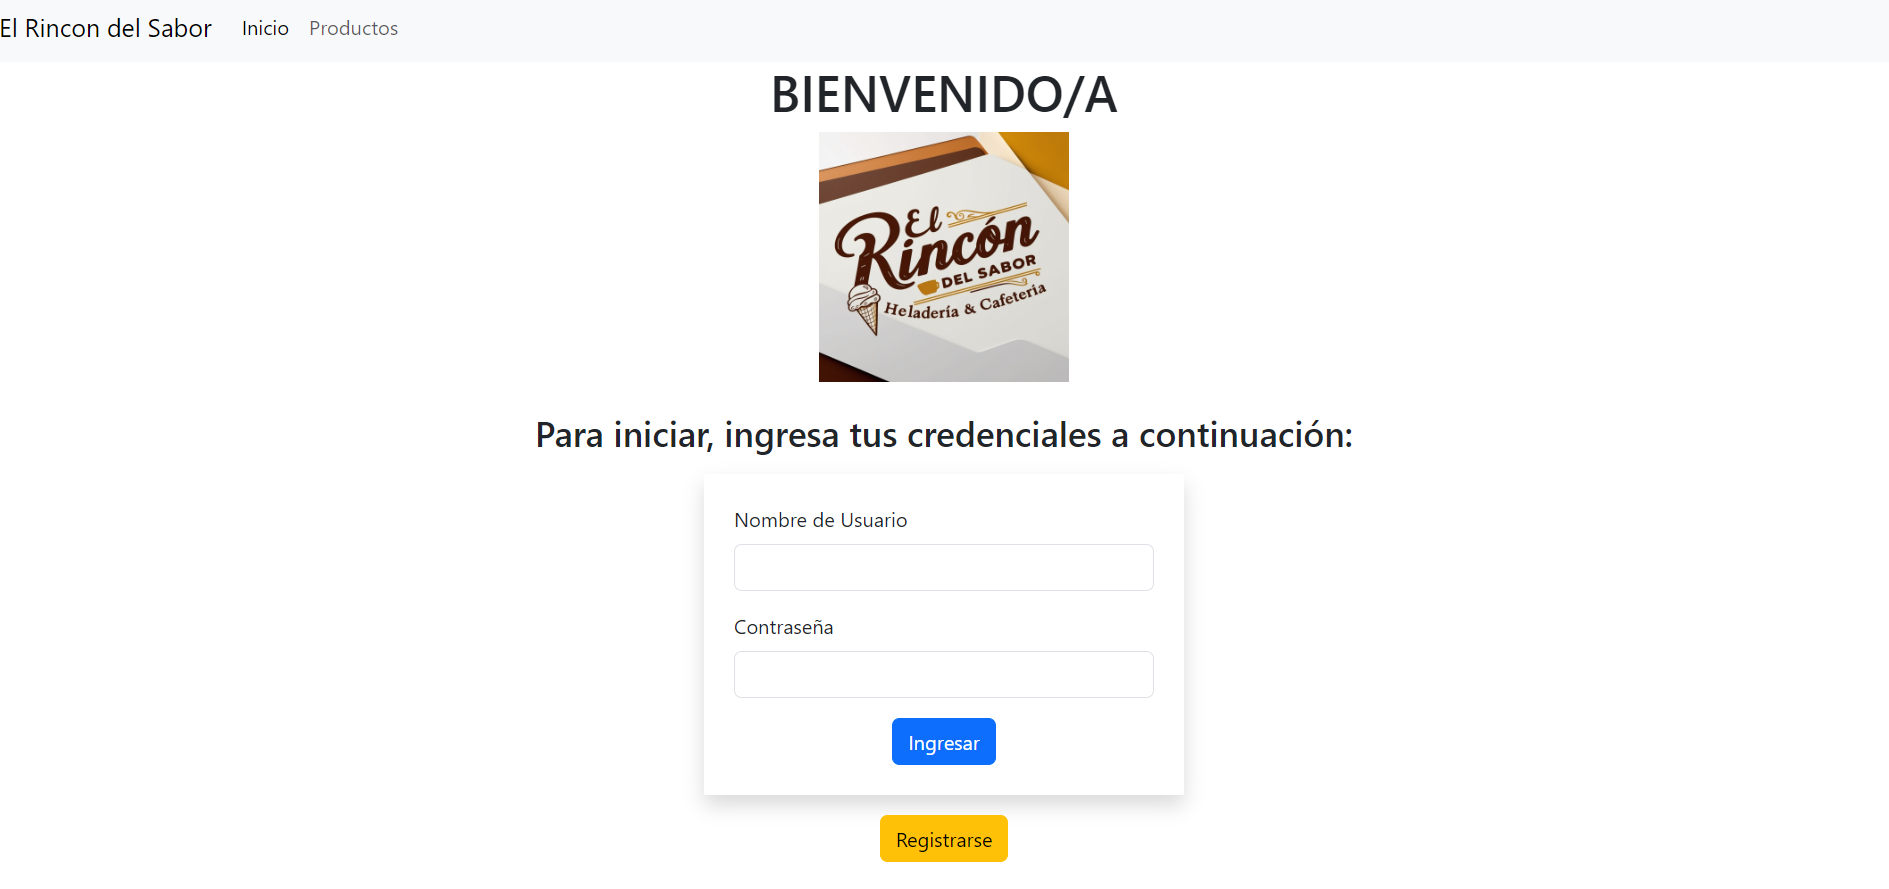 El Rincon del Sabor Inicio Productos
BIENVENIDO/A
El
Rincón
DEL SABOR
Heladería & Cafetería
Para iniciar, ingresa tus credenciales a continuación:
Nombre de Usuario
Contraseña
Ingresar
Registrarse